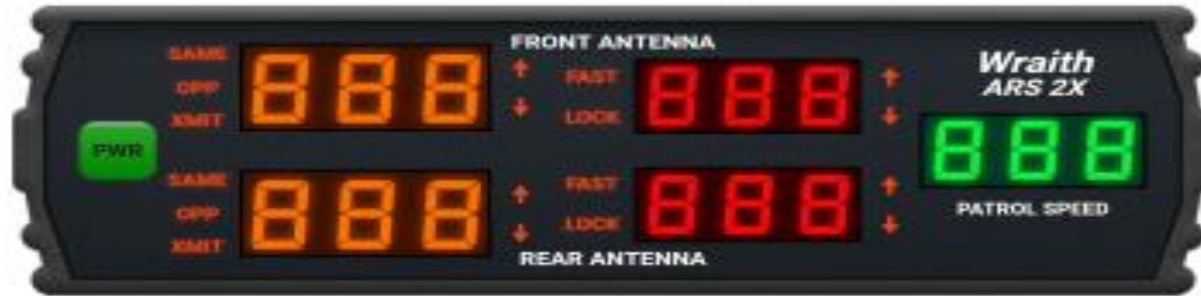 FRONT ANTENNA
SAME
OPP
XMIT
888
FAST
LOCK
888
Wraith
ARS 2X
PWR
888
PATROL SPEED
SAME
OPP
XMIT
888
FAST
LOCK
888
REAR ANTENNA